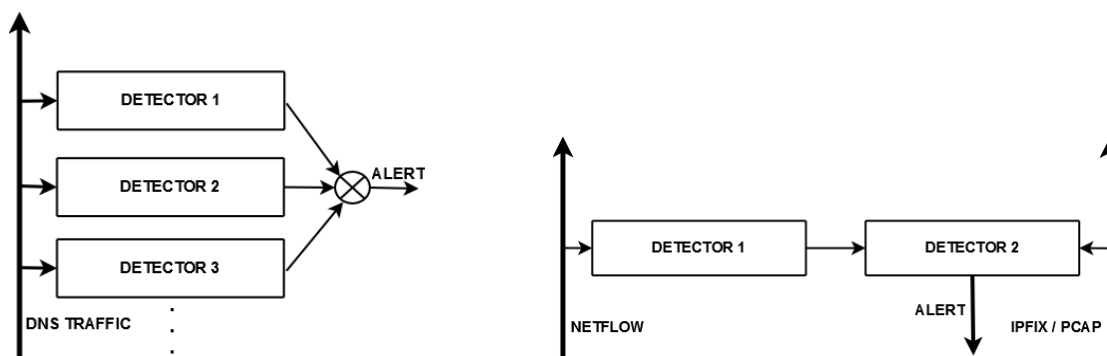 DETECTOR 1
DETECTOR 2
ALERT
DETECTOR 3
DNS TRAFFIC
DETECTOR 1
DETECTOR 2
ALERT
NETFLOW
IPFIX / PCAP